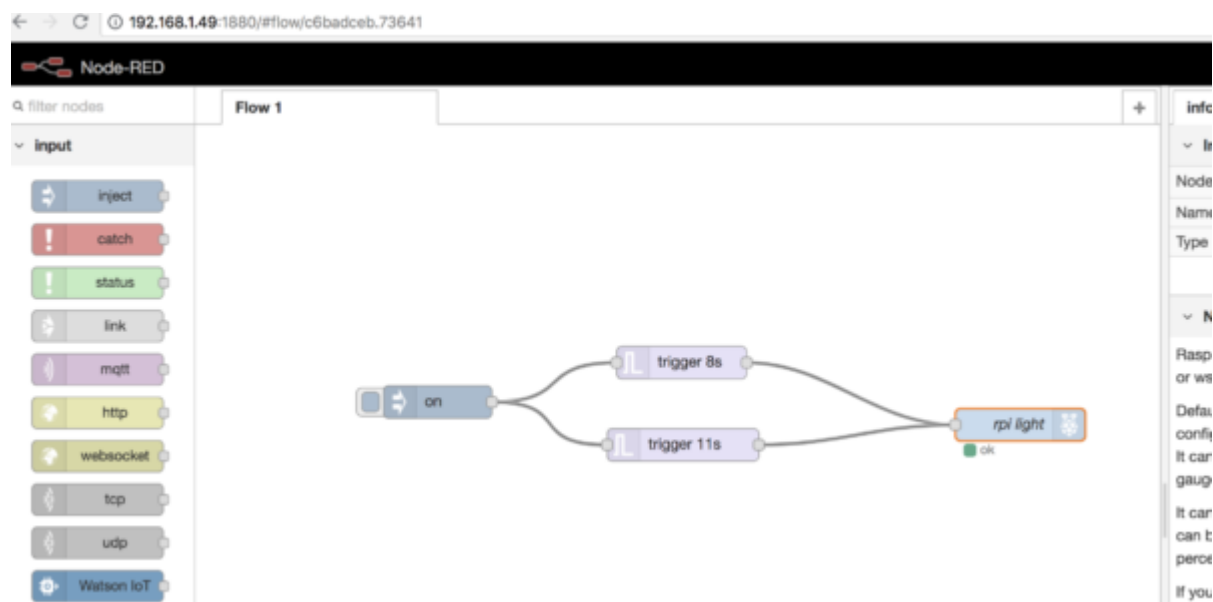 192.168.1.49:1880/#flow/c6badceb.73641
Node-RED
filter nodes
Flow 1
+
info
input
In
inject
Node
Name
catch
Type
status
link
N
mqtt
Rasp
or ws
http
Defau
config
websocket
It can
gauge
tcp
It can
udp
can b
perce
Watson IoT
If you
on
trigger 8s
trigger 11s
rpi light
ok